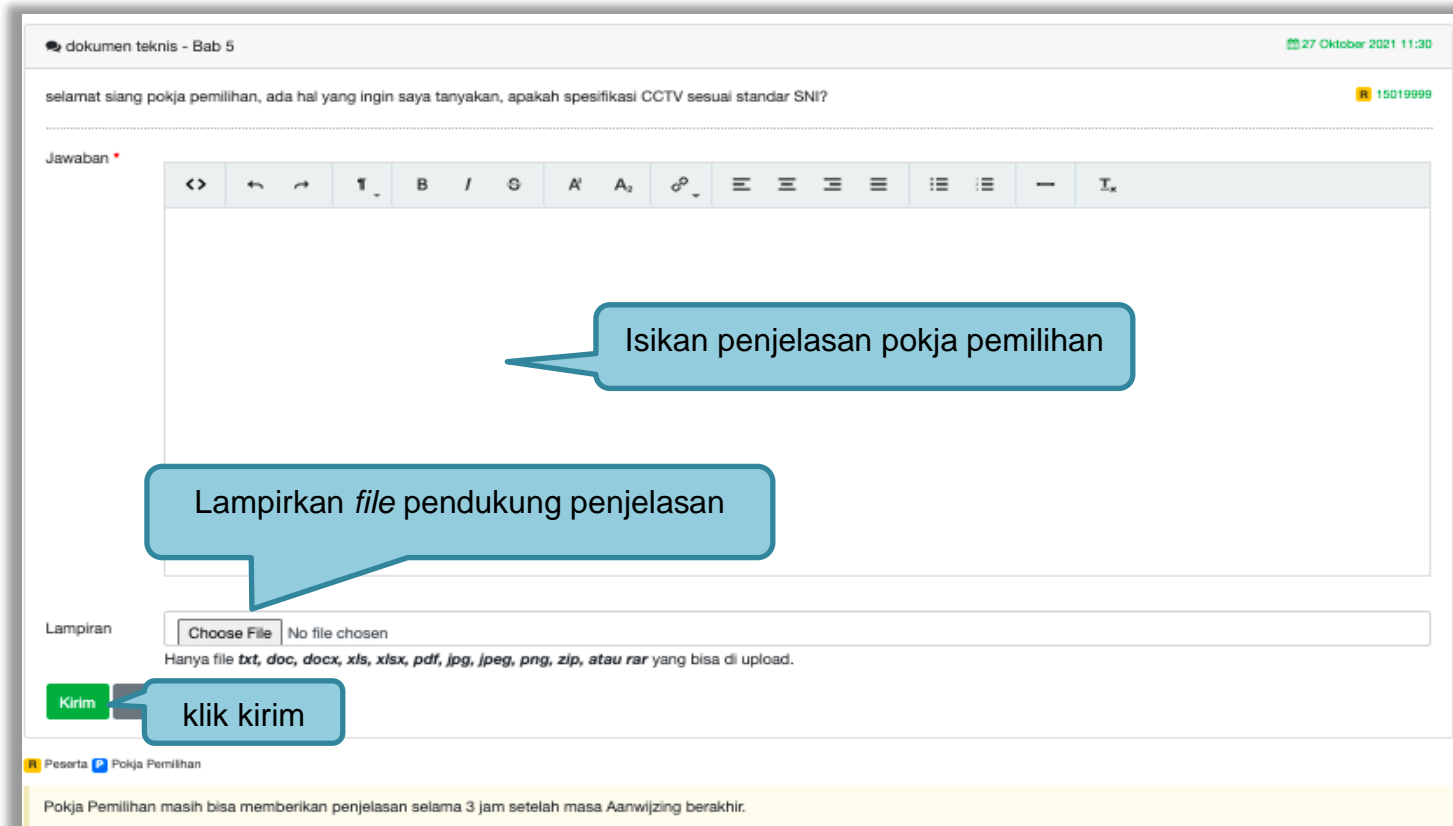 dokumen teknis - Bab 5
27 Oktober 2021 11:30
selamat siang pokja pemilihan, ada hal yang ingin saya tanyakan, apakah spesifikasi CCTV sesuai standar SNI?
R 15019999
Jawaban *
Isikan penjelasan pokja pemilihan
Lampirkan file pendukung penjelasan
Lampiran
Choose File No file chosen
Hanya file txt, doc, docx, xls, xlsx, pdf, jpg, jpeg, png, zip, atau rar yang bisa di upload.
Kirim
klik kirim
R Peserta P Pokja Pemilihan
Pokja Pemilihan masih bisa memberikan penjelasan selama 3 jam setelah masa Aanwijzing berakhir.